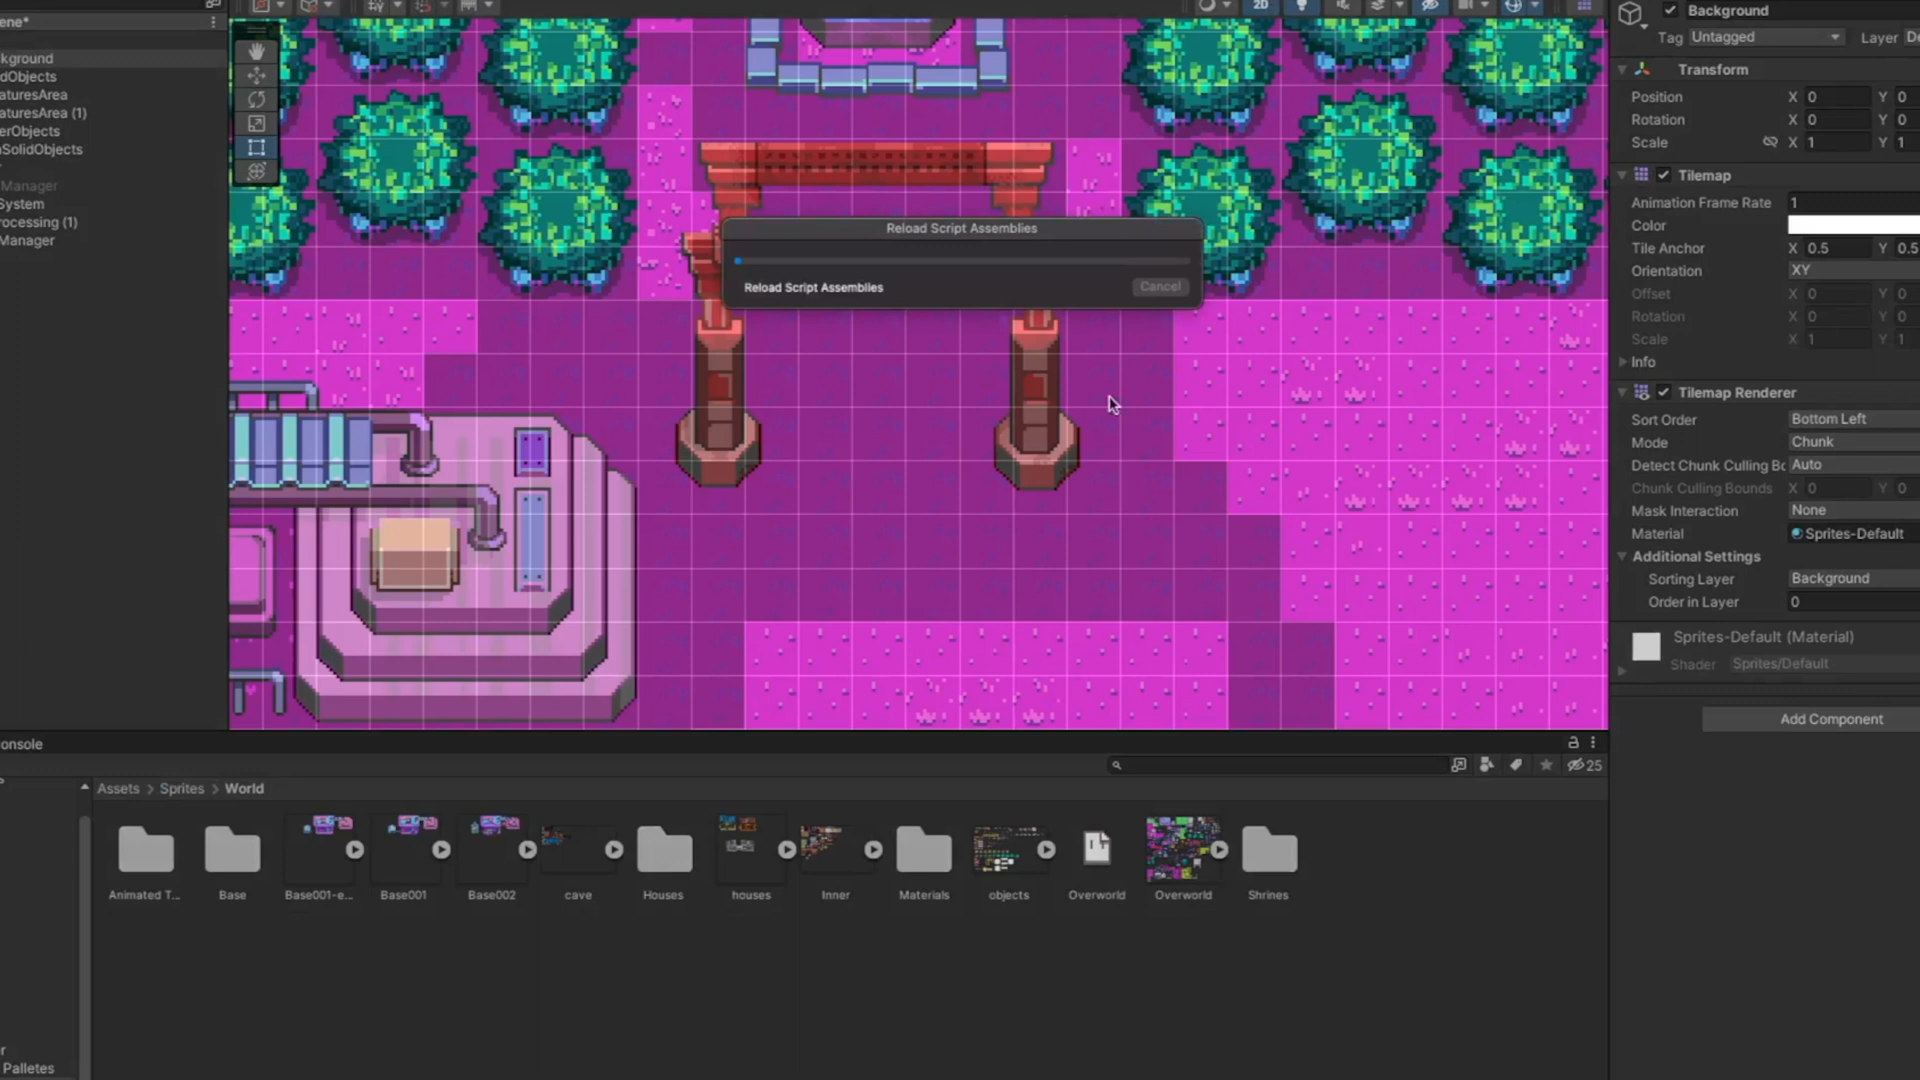 ene*
kground
dObjects
aturesArea
aturesArea (1)
erObjects
SolidObjects
Manager
System
rocessing (1)
Manager
2D
Reload Script Assemblies
Reload Script Assemblies
Cancel
Background
Tag Untagged Layer De
Transform
Position X 0 Y 0
Rotation X 0 Y 0
Scale X 1 Y 1
Tilemap
Animation Frame Rate 1
Color
Tile Anchor X 0.5 Y 0.5
Orientation XY
Offset X 0 Y 0
Rotation X 0 Y 0
Scale X 1 Y 1
Info
Tilemap Renderer
Sort Order Bottom Left
Mode Chunk
Detect Chunk Culling Bc Auto
Chunk Culling Bounds X 0 Y 0
Mask Interaction None
Material Sprites-Default
Additional Settings
Sorting Layer Background
Order in Layer 0
Sprites-Default (Material)
Shader Sprites/Default
Add Component
onsole
25
Assets > Sprites > World
Animated T... Base Base001-e... Base001 Base002 cave Houses houses Inner Materials objects Overworld Overworld Shrines
r
Palletes